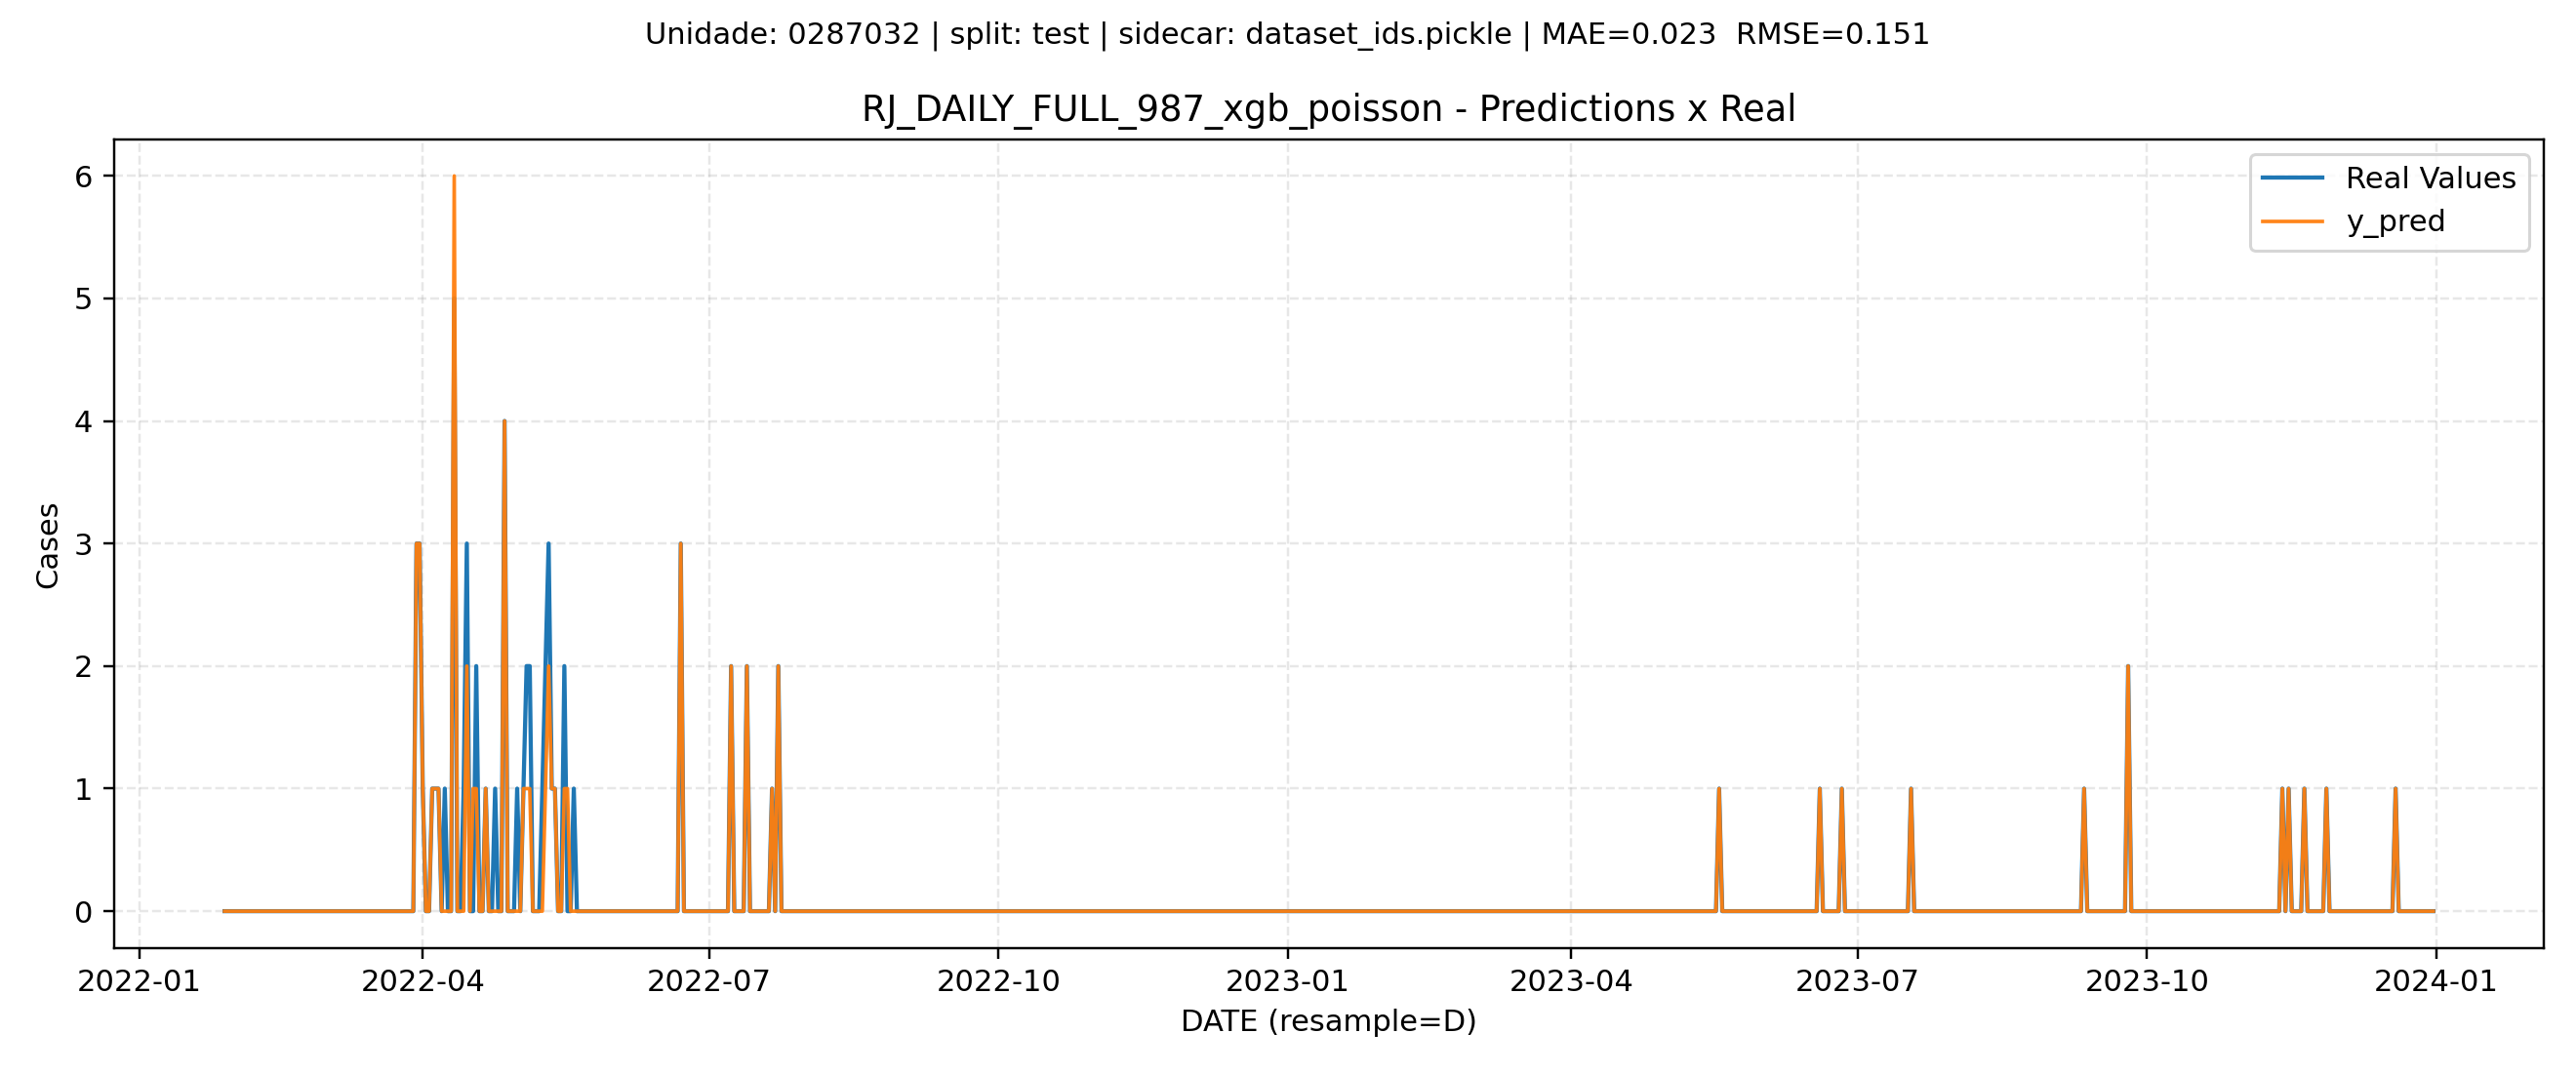 Unidade: 0287032 | split: test | sidecar: dataset_ids.pickle | MAE=0.023  RMSE=0.151
RJ_DAILY_FULL_987_xgb_poisson - Predictions x Real
Real Values
y_pred
6
5
4
3
2
1
0
Cases
2022-01
2022-04
2022-07
2022-10
2023-01
2023-04
2023-07
2023-10
2024-01
DATE (resample=D)